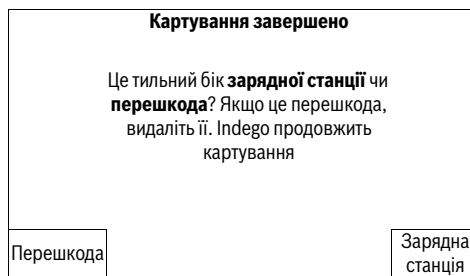 Картування завершено
Це тильний бік зарядної станції чи
перешкода? Якщо це перешкода,
видаліть її. Indego продовжить
картування
Перешкода
Зарядна
станція